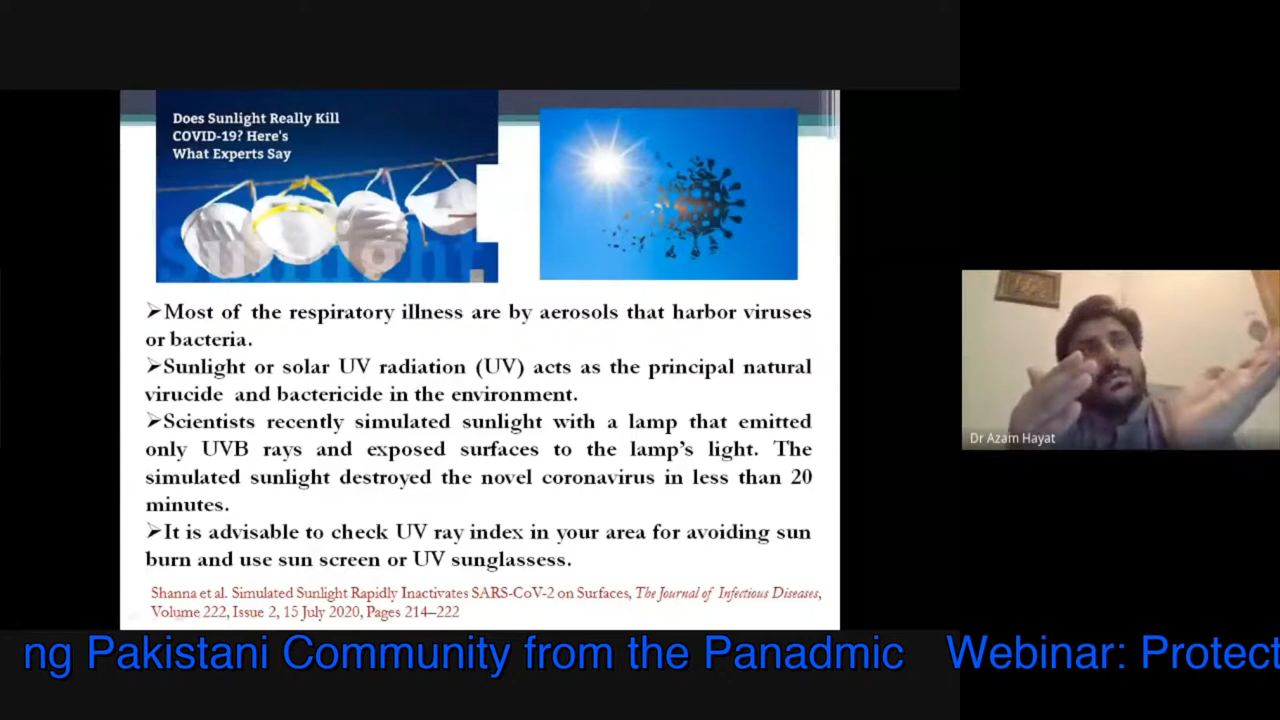 Does Sunlight Really Kill
COVID-19? Here's
What Experts Say
Sunlight
➢Most of the respiratory illness are by aerosols that harbor viruses
or bacteria.
➢Sunlight or solar UV radiation (UV) acts as the principal natural
virucide and bactericide in the environment.
➢Scientists recently simulated sunlight with a lamp that emitted
only UVB rays and exposed surfaces to the lamp's light. The
simulated sunlight destroyed the novel coronavirus in less than 20
minutes.
➢It is advisable to check UV ray index in your area for avoiding sun
burn and use sun screen or UV sunglassess.
Shanna et al. Simulated Sunlight Rapidly Inactivates SARS-CoV-2 on Surfaces, The Journal of Infectious Diseases,
Volume 222, Issue 2, 15 July 2020, Pages 214–222
Dr Azam Hayat
ng Pakistani Community from the Panadmic Webinar: Protect